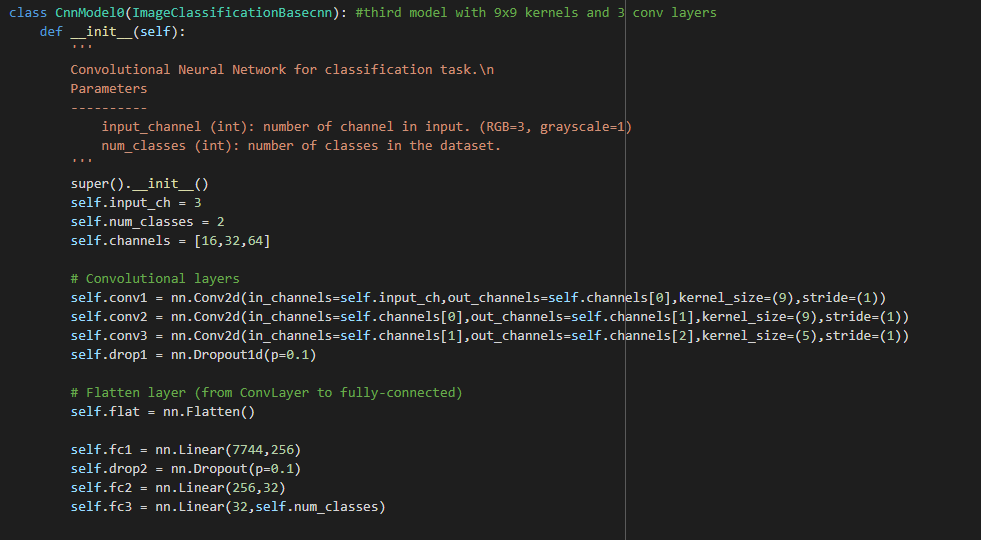 class CnnModel0(ImageClassificationBasecnn): #third model with 9x9 kernels and 3 conv layers
    def __init__(self):
        '''
        Convolutional Neural Network for classification task.\n
        Parameters
        ----------
            input_channel (int): number of channel in input. (RGB=3, grayscale=1)
            num_classes (int): number of classes in the dataset.
        '''
        super().__init__()
        self.input_ch = 3
        self.num_classes = 2
        self.channels = [16,32,64]

        # Convolutional layers
        self.conv1 = nn.Conv2d(in_channels=self.input_ch,out_channels=self.channels[0],kernel_size=(9),stride=(1))
        self.conv2 = nn.Conv2d(in_channels=self.channels[0],out_channels=self.channels[1],kernel_size=(9),stride=(1))
        self.conv3 = nn.Conv2d(in_channels=self.channels[1],out_channels=self.channels[2],kernel_size=(5),stride=(1))
        self.drop1 = nn.Dropout1d(p=0.1)

        # Flatten layer (from ConvLayer to fully-connected)
        self.flat = nn.Flatten()

        self.fc1 = nn.Linear(7744,256)
        self.drop2 = nn.Dropout(p=0.1)
        self.fc2 = nn.Linear(256,32)
        self.fc3 = nn.Linear(32,self.num_classes)